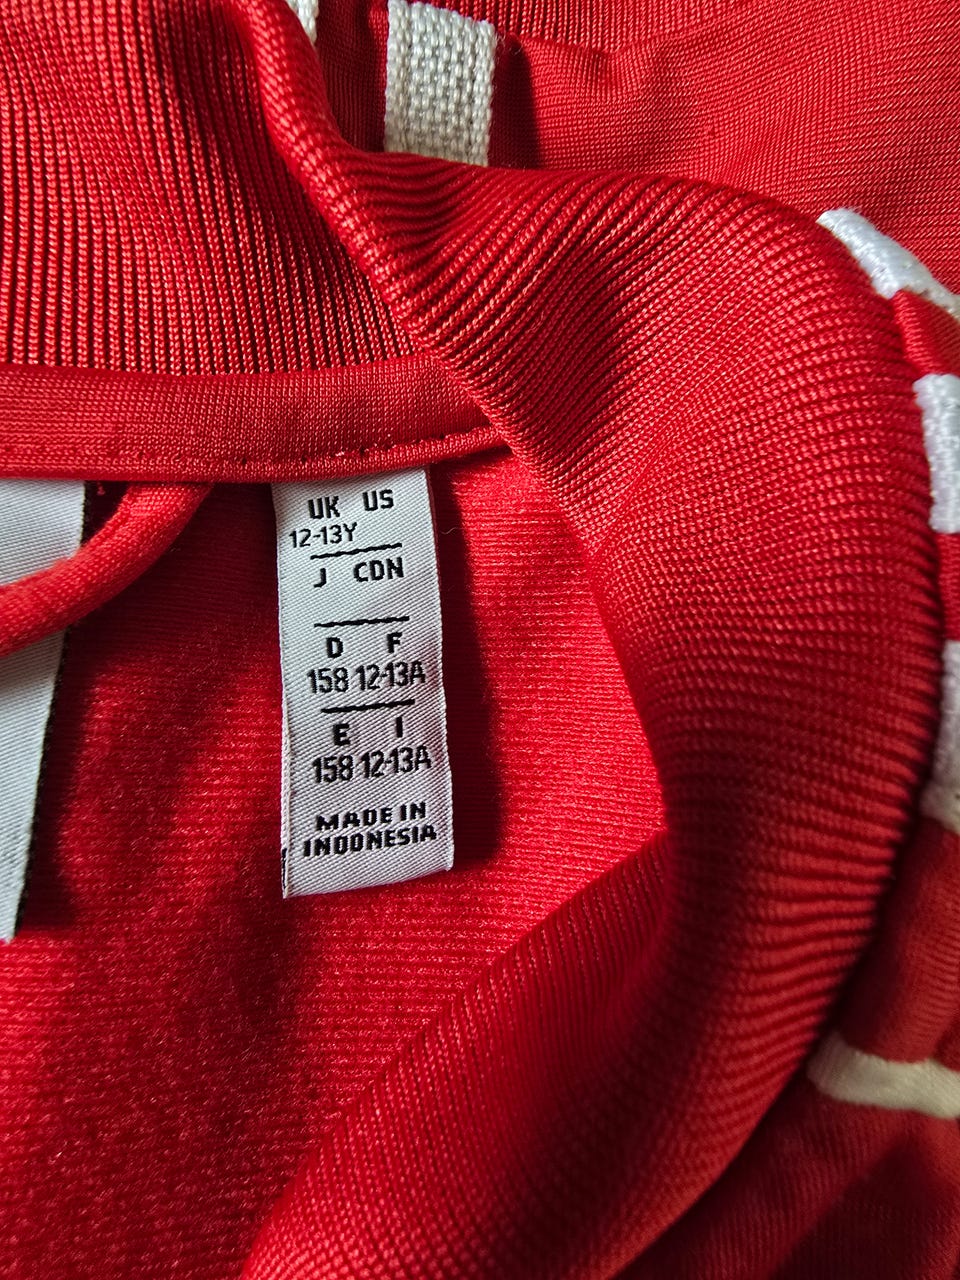 UK US
12-13Y
J CDN
D F
158 12-13A
E I
158 12-13A
MADE IN
INDONESIA